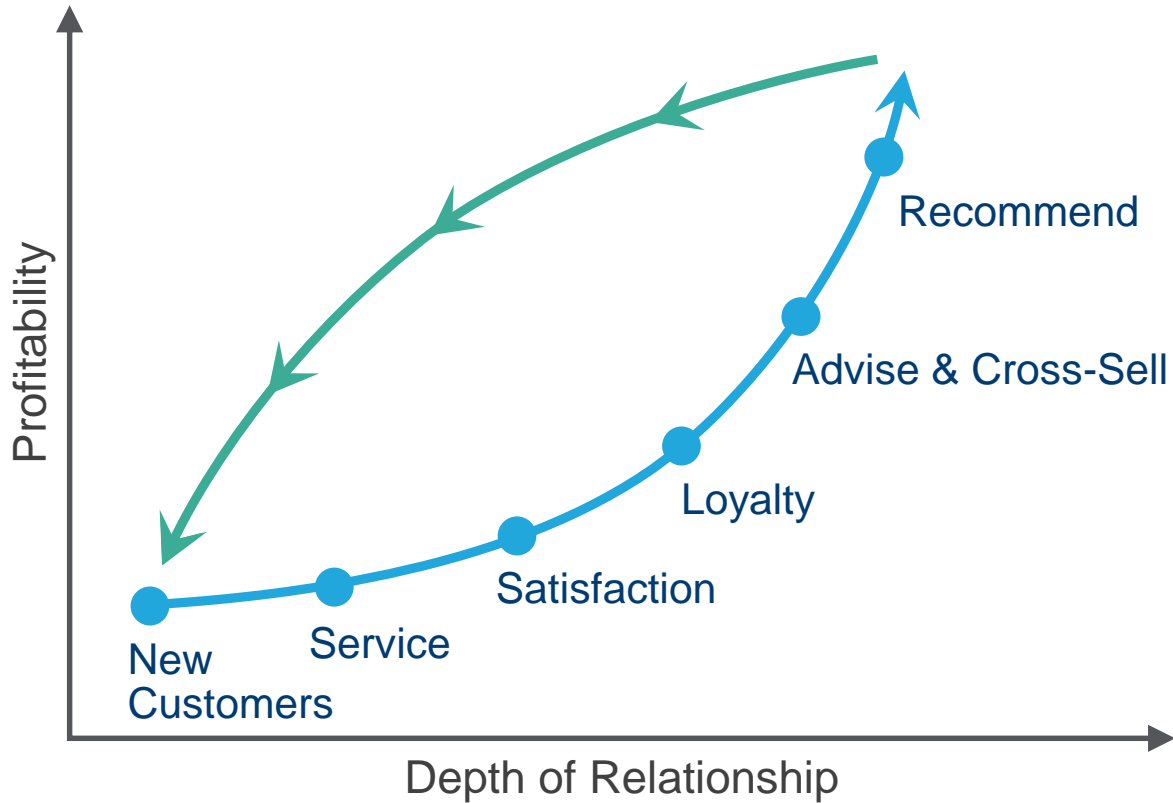 Profitability
Recommend
Advise & Cross-Sell
Loyalty
Satisfaction
Service
New
Customers
Depth of Relationship